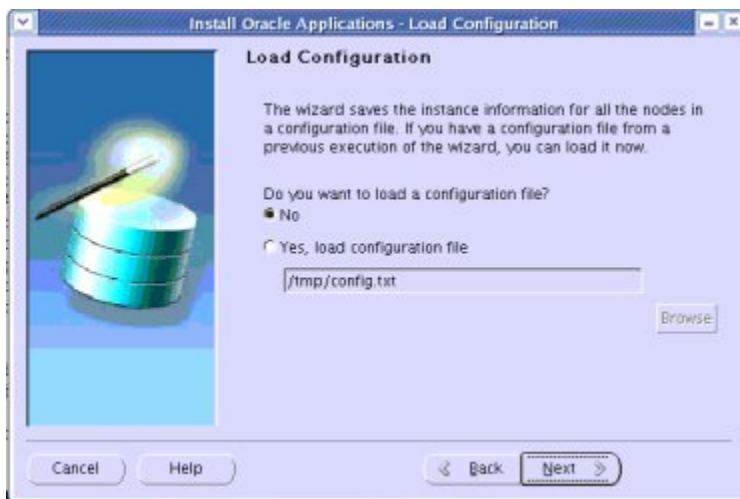 Install Oracle Applications - Load Configuration
Load Configuration
The wizard saves the instance information for all the nodes in
a configuration file. If you have a configuration file from a
previous execution of the wizard, you can load it now.
Do you want to load a configuration file?
No
Yes, load configuration file
/tmp/config.txt
Browse
Cancel
Help
Back
Next